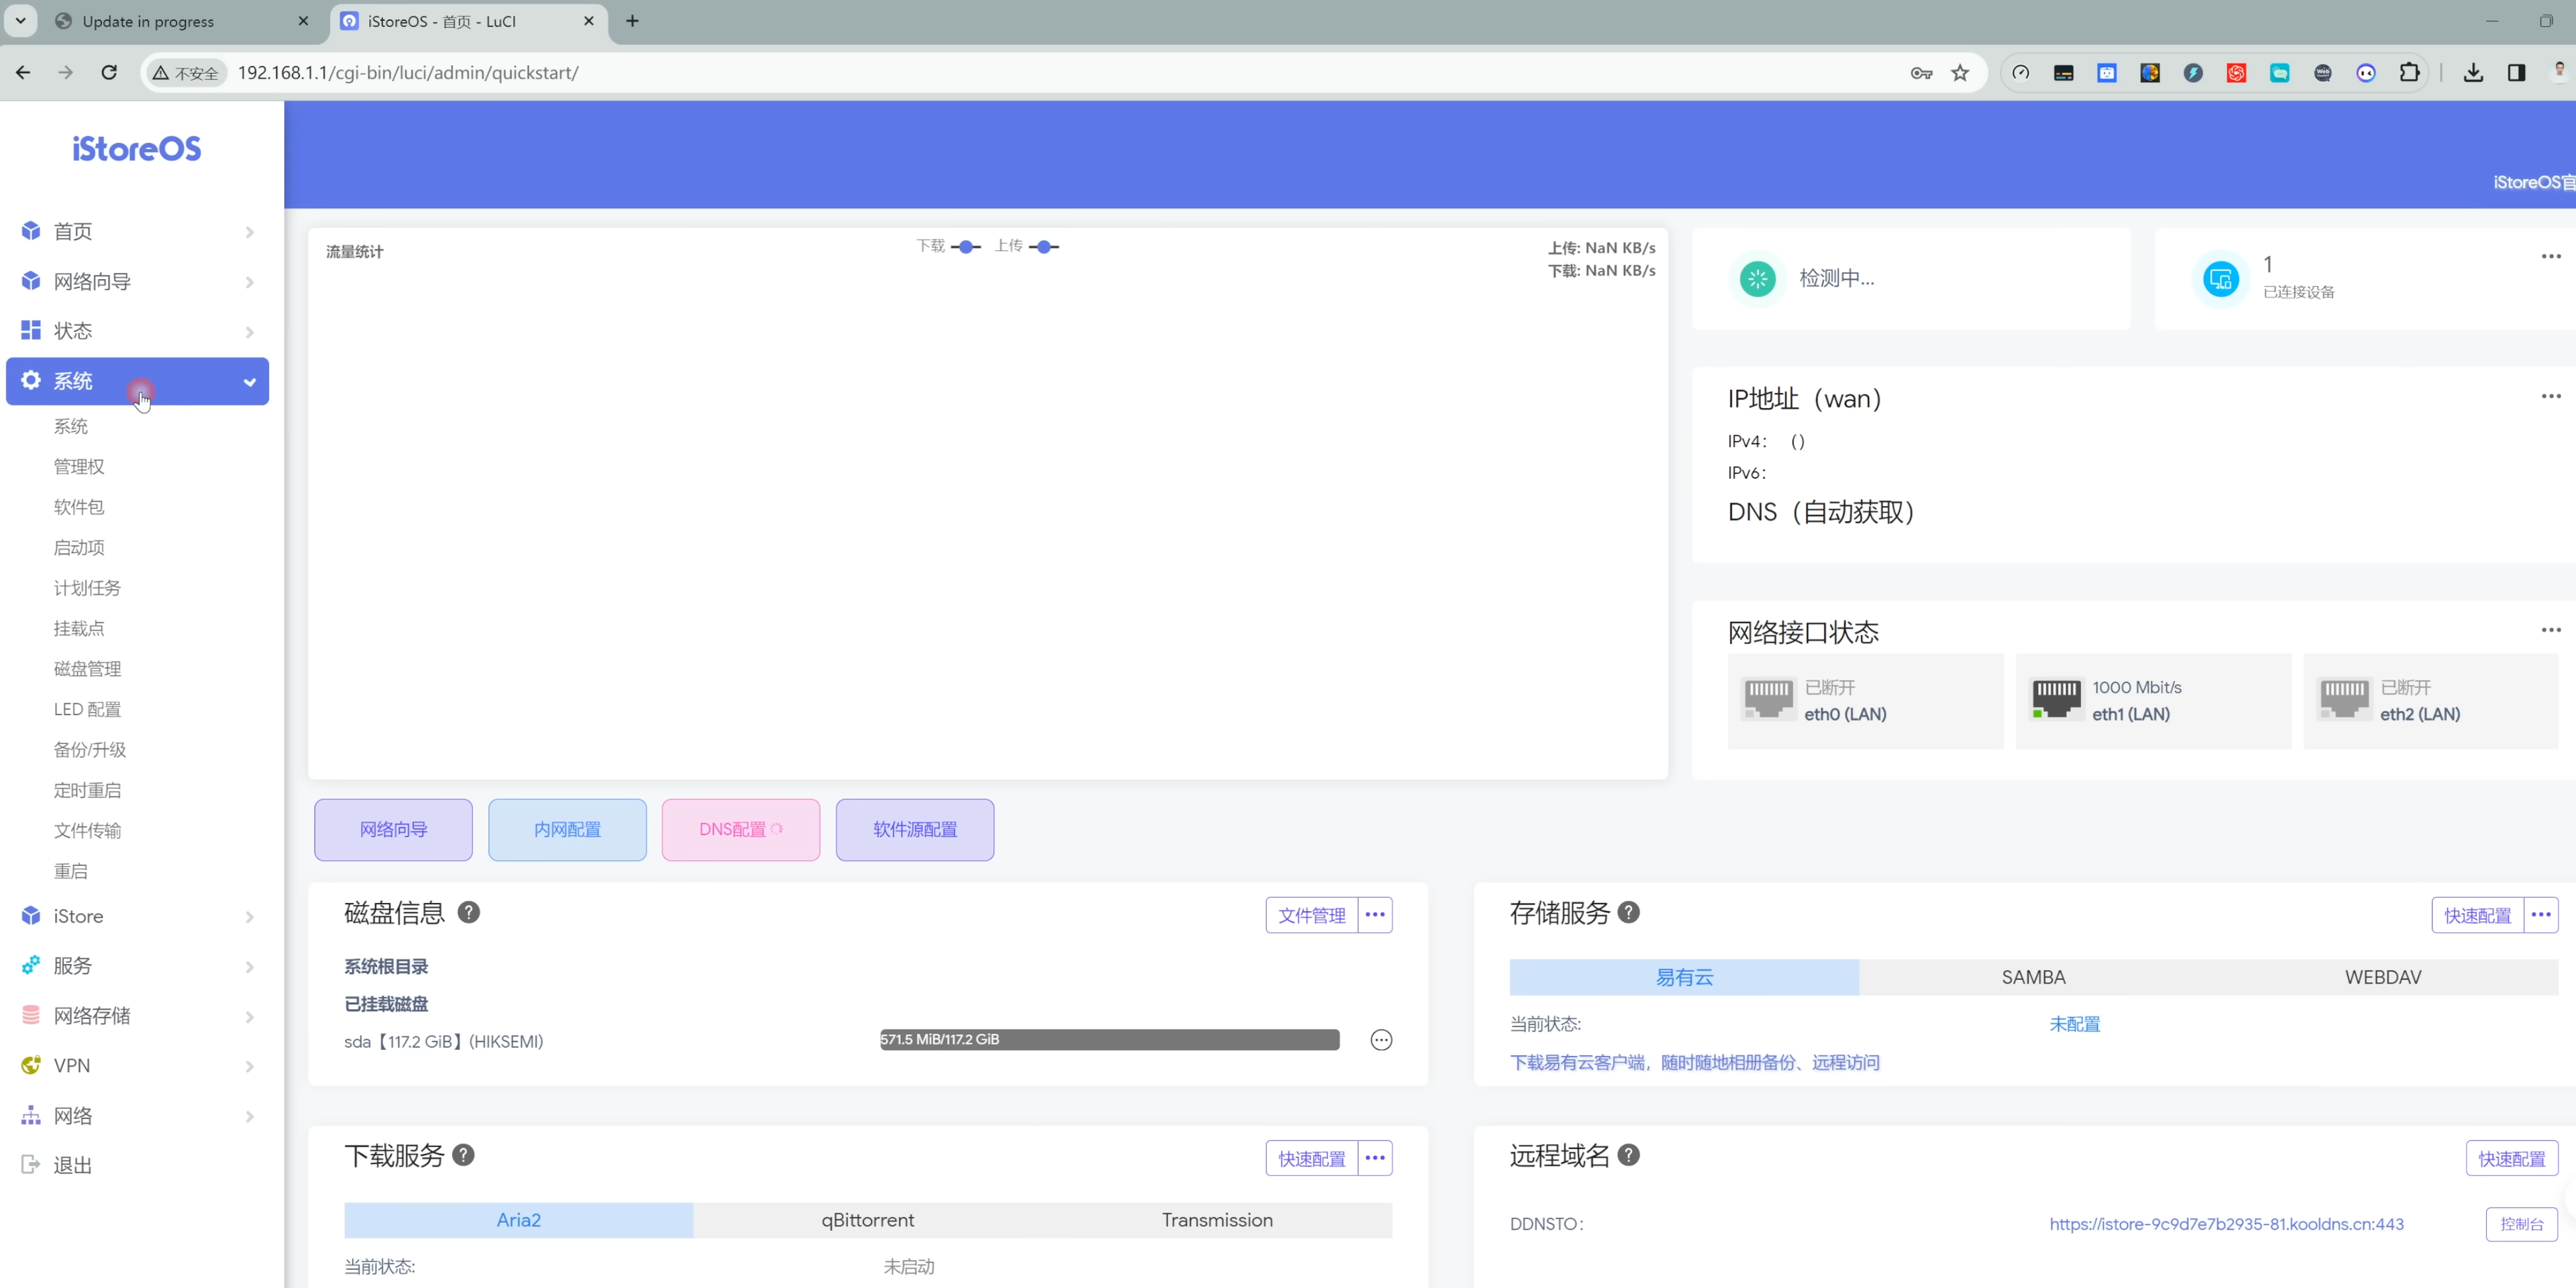 Update in progress
iStoreOS - 首页 - LuCI
不安全
192.168.1.1/cgi-bin/luci/admin/quickstart/
iStoreOS
首页
网络向导
状态
系统
系统
管理权
软件包
启动项
计划任务
挂载点
磁盘管理
LED 配置
备份/升级
定时重启
文件传输
重启
iStore
服务
网络存储
VPN
网络
退出
iStoreOS官
流量统计
下载 上传
上传: NaN KB/s
下载: NaN KB/s
检测中...
1
已连接设备
IP地址（wan）
IPv4: ()
IPv6:
DNS（自动获取）
网络接口状态
已断开
eth0 (LAN)
1000 Mbit/s
eth1 (LAN)
已断开
eth2 (LAN)
网络向导
内网配置
DNS配置
软件源配置
磁盘信息
文件管理
系统根目录
已挂载磁盘
sda【117.2 GiB】(HIKSEMI)
571.5 MiB/117.2 GiB
存储服务
快速配置
易有云 SAMBA WEBDAV
当前状态: 未配置
下载易有云客户端，随时随地相册备份、远程访问
下载服务
快速配置
Aria2 qBittorrent Transmission
当前状态: 未启动
远程域名
快速配置
DDNSTO: https://istore-9c9d7e7b2935-81.kooldns.cn:443 控制台